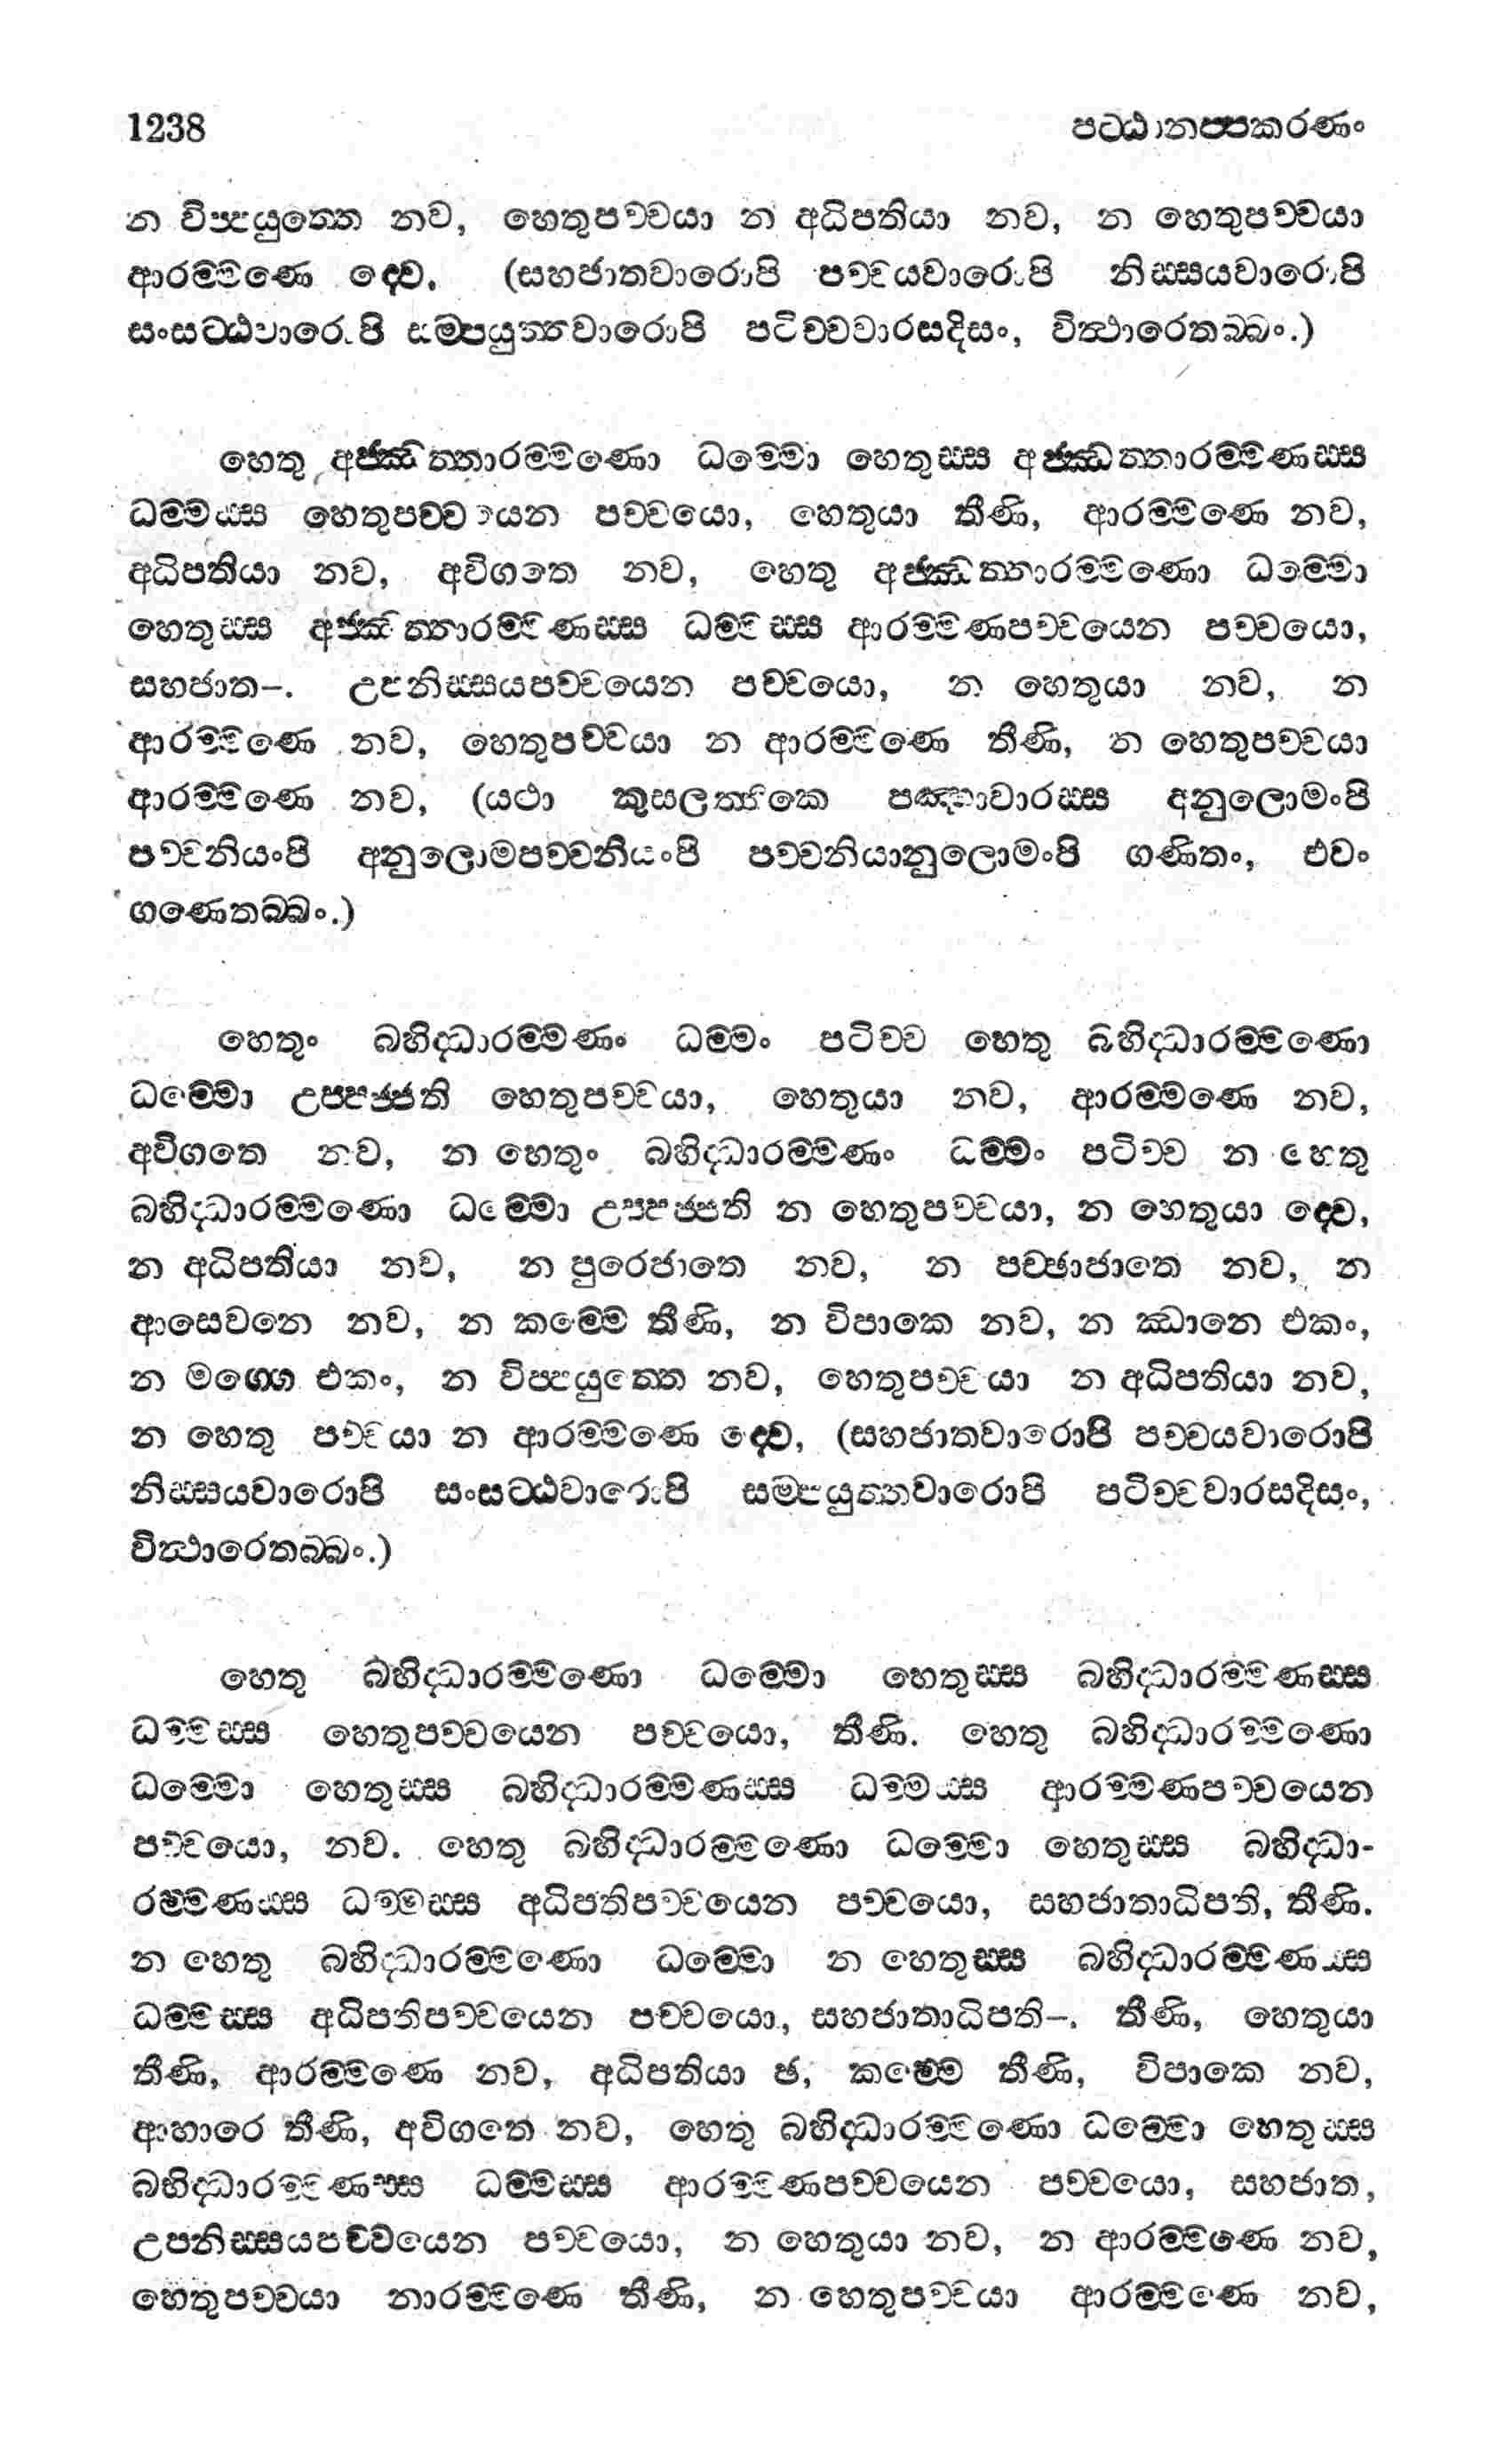 1238 පට්ඨානප්පකරණං
න විප්පයුත්තෙ නව, හෙතුපච්චයා න අධිපතියා නව, න හෙතුපච්චයා
ආරම්මණෙ ද්වෙ. (සහජාතවාරොපි පච්චයවාරොපි නිස්සයවාරොපි
සංසට්ඨවාරොපි සම්පයුත්තවාරොපි පටිච්චවාරසදිසං, විත්ථාරෙතබ්බං.)
හෙතු අජ්ඣත්තාරම්මණො ධම්මො හෙතුස්ස අජ්ඣත්තාරම්මණස්ස
ධම්මස්ස හෙතුපච්චයෙන පච්චයො, හෙතුයා තීණි, ආරම්මණෙ නව,
අධිපතියා නව, අවිගතෙ නව, හෙතු අජ්ඣත්තාරම්මණො ධම්මො
හෙතුස්ස අජ්ඣත්තාරම්මණස්ස ධම්මස්ස ආරම්මණපච්චයෙන පච්චයො,
සහජාත–. උපනිස්සයපච්චයෙන පච්චයො, න හෙතුයා නව, න
ආරම්මණෙ නව, හෙතුපච්චයා න ආරම්මණෙ තීණි, න හෙතුපච්චයා
ආරම්මණෙ නව, (යථා කුසලත්තිකෙ පඤ්හාවාරස්ස අනුලොමංපි
පච්චනියංපි අනුලොමපච්චනියංපි පච්චනියානුලොමංපි ගණිතං, එවං
ගණෙතබ්බං.)
හෙතුං බහිද්ධාරම්මණං ධම්මං පටිච්ච හෙතු බහිද්ධාරම්මණො
ධම්මො උප්පජ්ජති හෙතුපච්චයා, හෙතුයා නව, ආරම්මණෙ නව,
අවිගතෙ නව, න හෙතුං බහිද්ධාරම්මණං ධම්මං පටිච්ච න හෙතු
බහිද්ධාරම්මණො ධම්මො උප්පජ්ජති න හෙතුපච්චයා, න හෙතුයා ද්වෙ,
න අධිපතියා නව, න පුරෙජාතෙ නව, න පච්ඡාජාතෙ නව, න
ආසෙවනෙ නව, න කම්මෙ තීණි, න විපාකෙ නව, න ඣානෙ එකං,
න මග්ගෙ එකං, න විප්පයුත්තෙ නව, හෙතුපච්චයා න අධිපතියා නව,
න හෙතු පච්චයා න ආරම්මණෙ ද්වෙ, (සහජාතවාරොපි පච්චයවාරොපි
නිස්සයවාරොපි සංසට්ඨවාරොපි සම්පයුත්තවාරොපි පටිච්චවාරසදිසං,
විත්ථාරෙතබ්බං.)
හෙතු බහිද්ධාරම්මණො ධම්මො හෙතුස්ස බහිද්ධාරම්මණස්ස
ධම්මස්ස හෙතුපච්චයෙන පච්චයො, තීණි. හෙතු බහිද්ධාරම්මණො
ධම්මො හෙතුස්ස බහිද්ධාරම්මණස්ස ධම්මස්ස ආරම්මණපච්චයෙන
පච්චයො, නව. හෙතු බහිද්ධාරම්මණො ධම්මො හෙතුස්ස බහිද්ධා-
රම්මණස්ස ධම්මස්ස අධිපතිපච්චයෙන පච්චයො, සහජාතාධිපති, තීණි.
න හෙතු බහිද්ධාරම්මණො ධම්මො න හෙතුස්ස බහිද්ධාරම්මණස්ස
ධම්මස්ස අධිපතිපච්චයෙන පච්චයො, සහජාතාධිපති–. තීණි, හෙතුයා
තීණි, ආරම්මණෙ නව, අධිපතියා ඡ, කම්මෙ තීණි, විපාකෙ නව,
ආහාරෙ තීණි, අවිගතෙ නව, හෙතු බහිද්ධාරම්මණො ධම්මො හෙතුස්ස
බහිද්ධාරම්මණස්ස ධම්මස්ස ආරම්මණපච්චයෙන පච්චයො, සහජාත,
උපනිස්සයපච්චයෙන පච්චයො, න හෙතුයා නව, න ආරම්මණෙ නව,
හෙතුපච්චයා නාරම්මණෙ තීණි, න හෙතුපච්චයා ආරම්මණෙ නව,